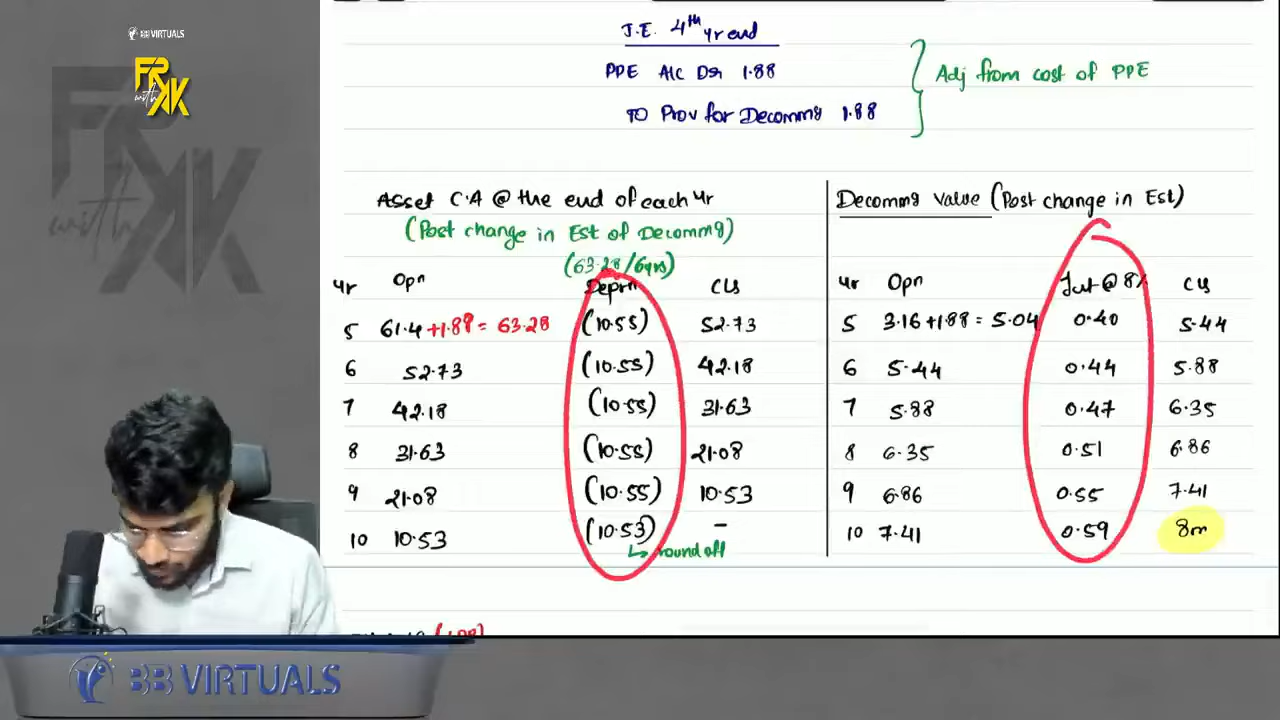 BB VIRTUALS
FR
with
KK
FR
with
KK
J.E. 4th yr end
PPE A/C Dr 1.88
To Prov for Decommg 1.88
Adj from cost of PPE
Asset C.A @ the end of each yr
(Post change in Est of Decommg)
(63.28/6yrs)
Yr Opn Deprn Cls
5 61.4+1.88 = 63.28 (10.55) 52.73
6 52.73 (10.55) 42.18
7 42.18 (10.55) 31.63
8 31.63 (10.55) 21.08
9 21.08 (10.55) 10.53
10 10.53 (10.53) -
↳ round off
Decommg Value (Post change in Est)
Yr Opn Int @ 8% Cls
5 3.16+1.88 = 5.04 0.40 5.44
6 5.44 0.44 5.88
7 5.88 0.47 6.35
8 6.35 0.51 6.86
9 6.86 0.55 7.41
10 7.41 0.59 8m
BB VIRTUALS